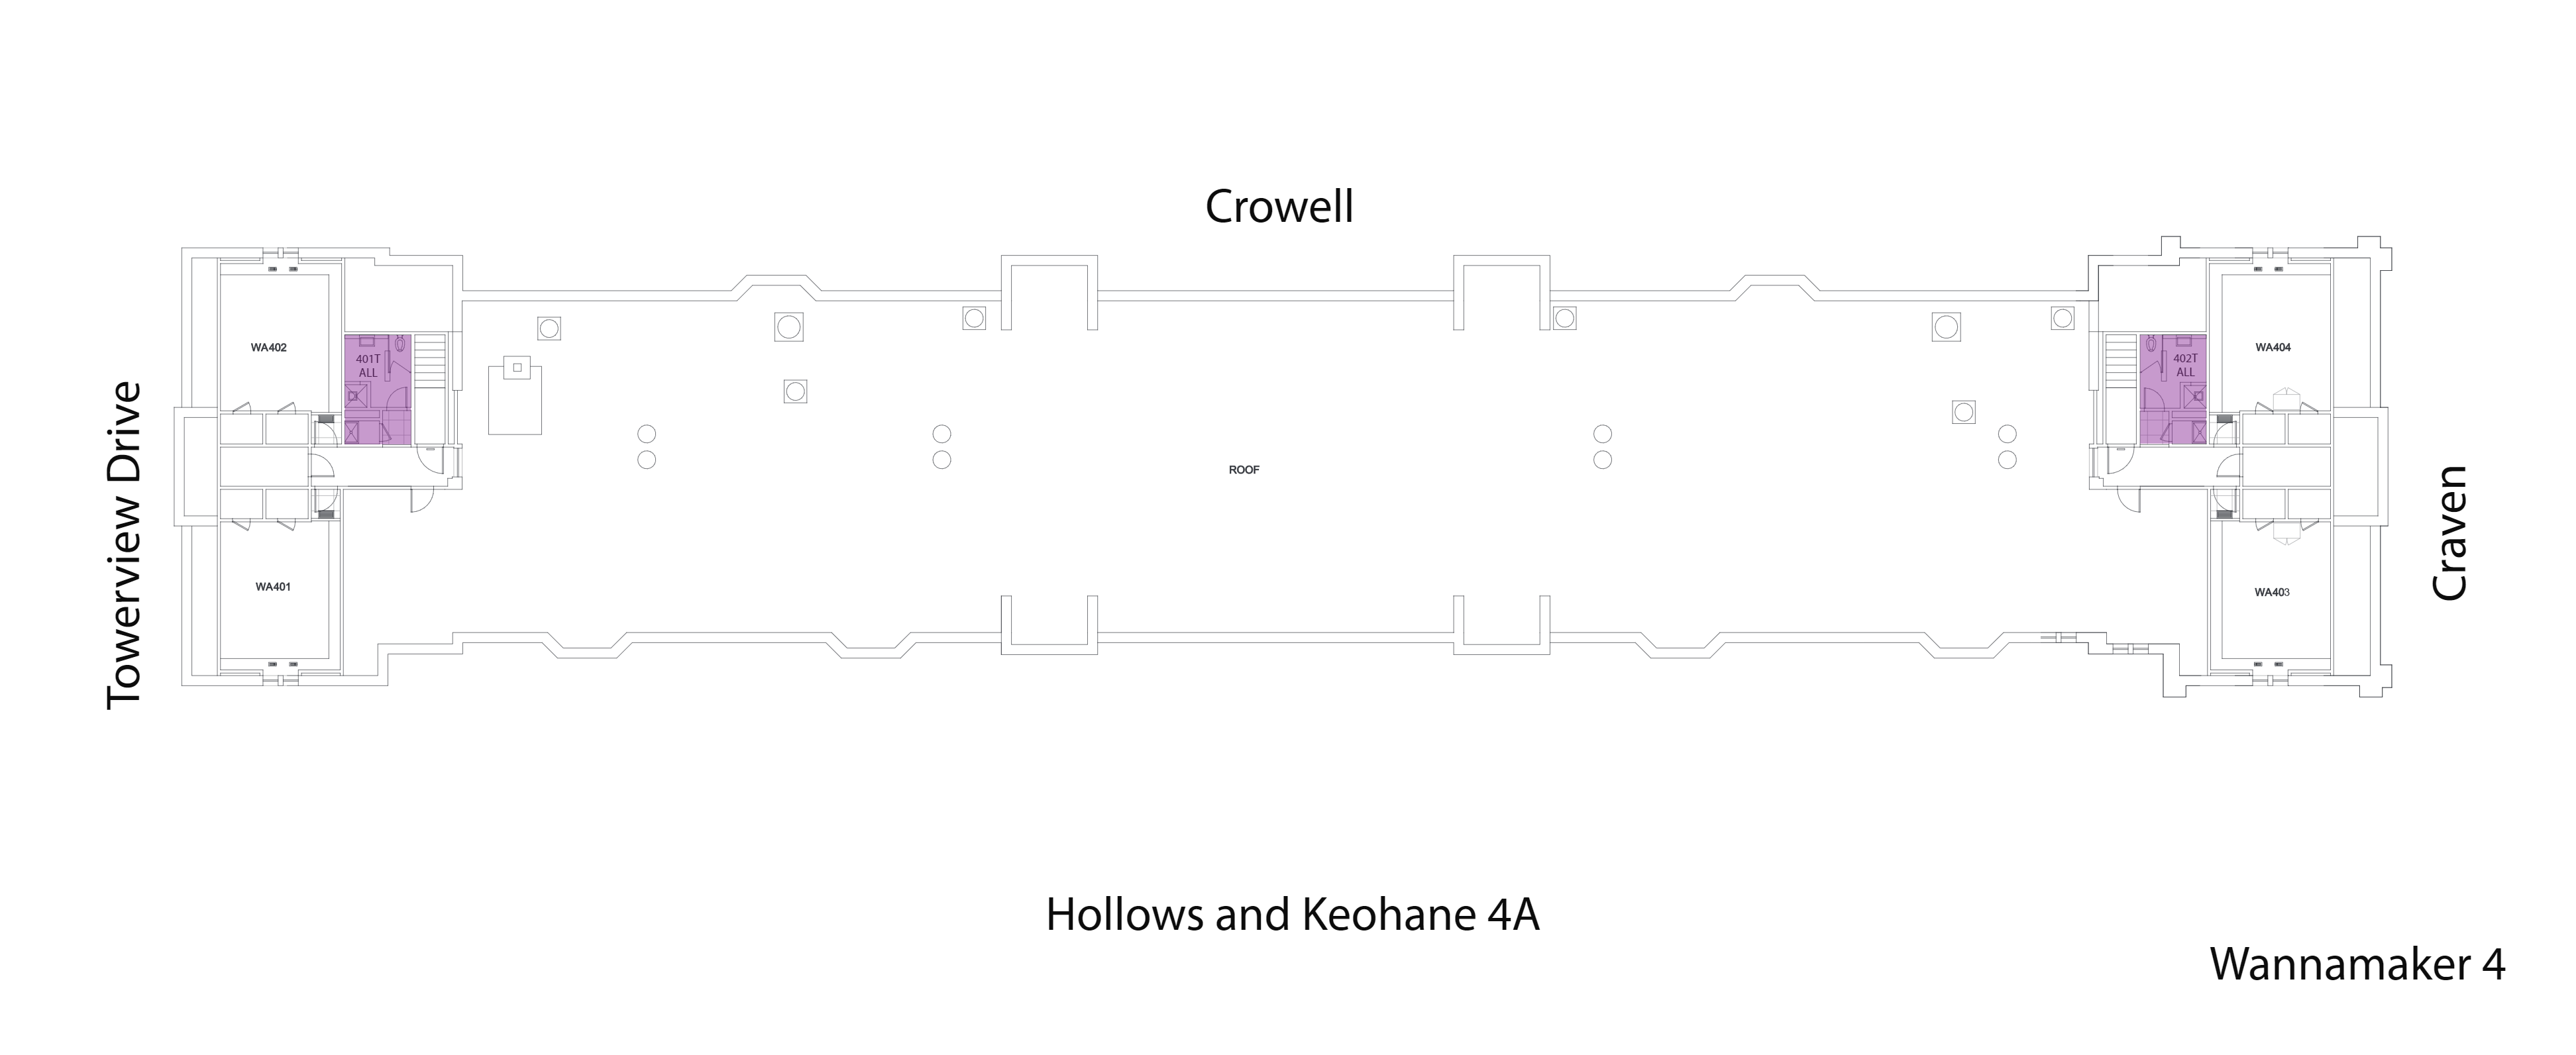 Crowell
WA402
401T
ALL
402T
ALL
WA404
Towerview Drive
ROOF
Craven
WA401
WA403
Hollows and Keohane 4A
Wannamaker 4